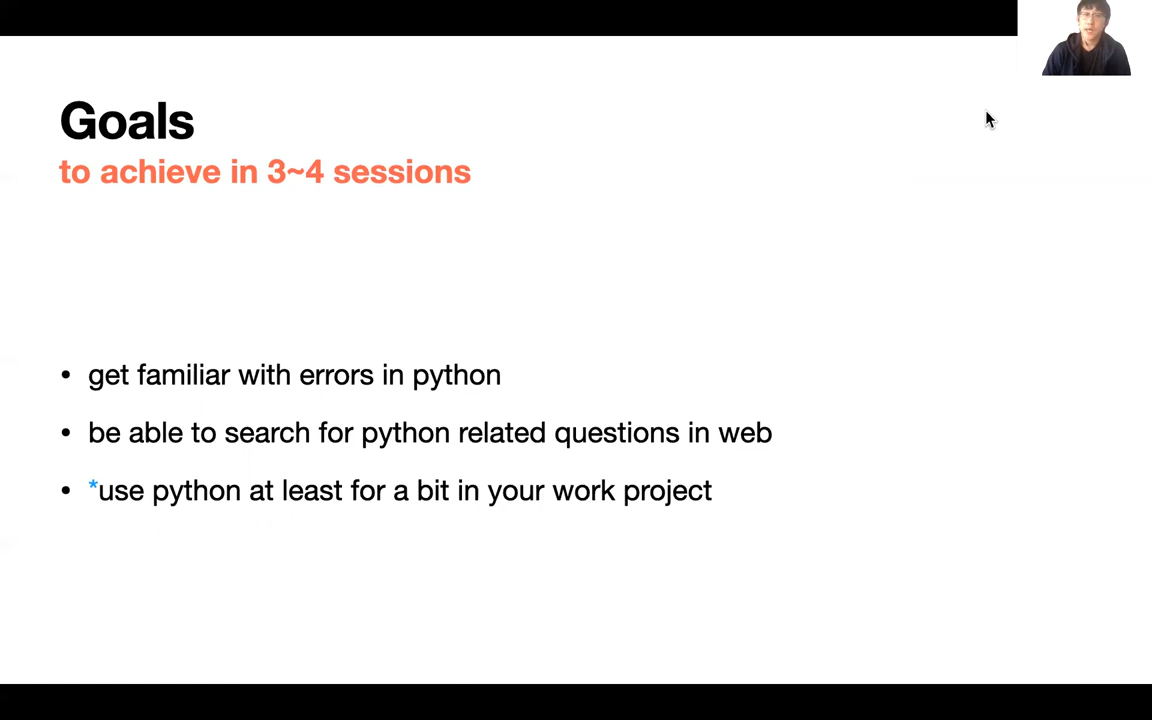 Goals
to achieve in 3~4 sessions
• get familiar with errors in python
• be able to search for python related questions in web
• *use python at least for a bit in your work project